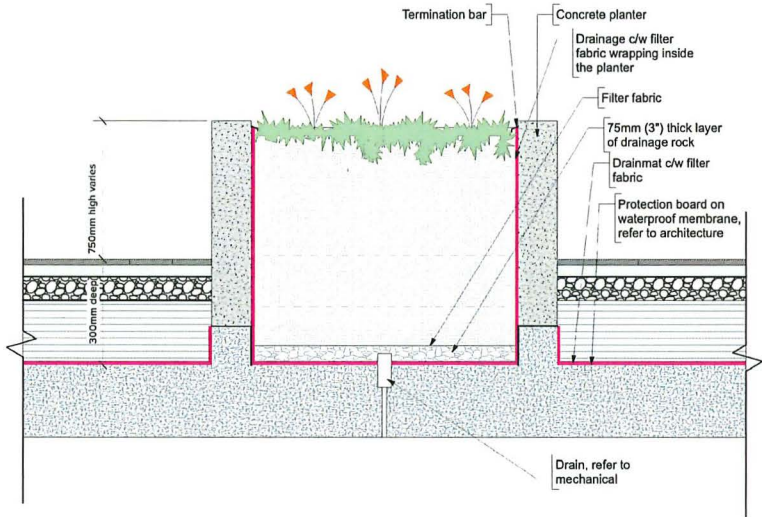 Termination bar
Concrete planter
Drainage c/w filter
fabric wrapping inside
the planter
Filter fabric
75mm (3") thick layer
of drainage rock
Drainmat c/w filter
fabric
Protection board on
waterproof membrane,
refer to architecture
750mm high varies
300mm deep
Drain, refer to
mechanical